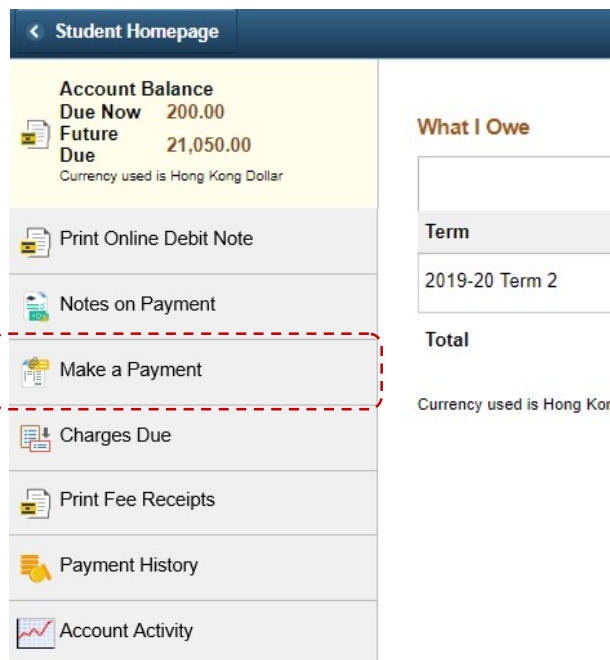 Student Homepage
Account Balance
Due Now 200.00
Future
Due 21,050.00
Currency used is Hong Kong Dollar
Print Online Debit Note
Notes on Payment
Make a Payment
Charges Due
Print Fee Receipts
Payment History
Account Activity
What I Owe
Term
2019-20 Term 2
Total
Currency used is Hong Kor